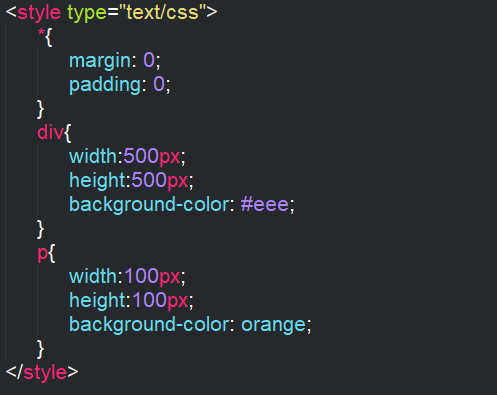 <style type="text/css">
*{
margin: 0;
padding: 0;
}
div{
width:500px;
height:500px;
background-color: #eee;
}
p{
width:100px;
height:100px;
background-color: orange;
}
</style>